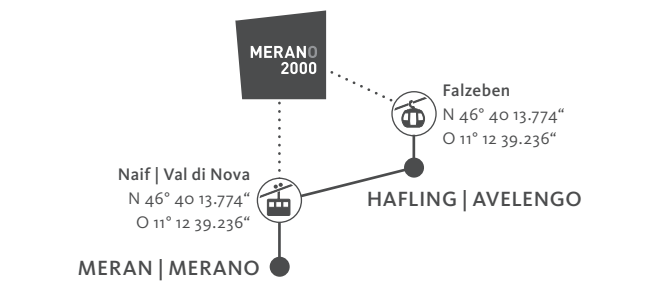 MERANO
2000
Falzeben
N 46° 40 13.774“
O 11° 12 39.236“
Naif | Val di Nova
N 46° 40 13.774“
O 11° 12 39.236“
HAFLING | AVELENGO
MERAN | MERANO